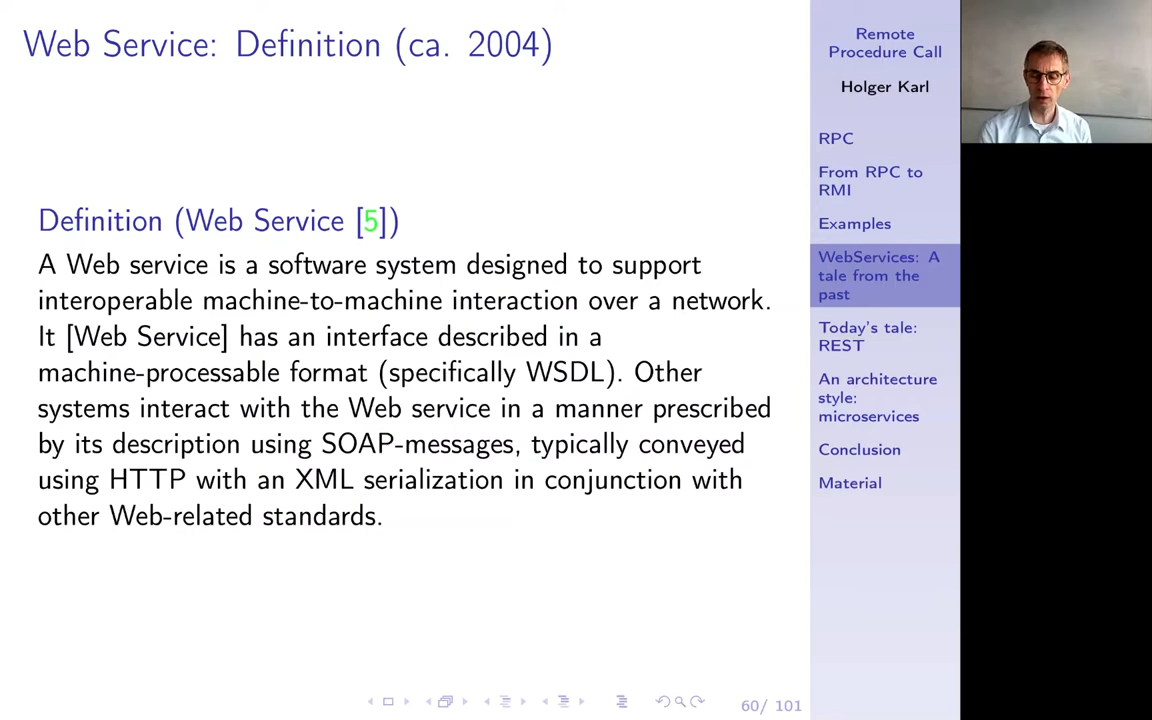 Web Service: Definition (ca. 2004)
Definition (Web Service [5])
A Web service is a software system designed to support
interoperable machine-to-machine interaction over a network.
It [Web Service] has an interface described in a
machine-processable format (specifically WSDL). Other
systems interact with the Web service in a manner prescribed
by its description using SOAP-messages, typically conveyed
using HTTP with an XML serialization in conjunction with
other Web-related standards.
Remote
Procedure Call
Holger Karl
RPC
From RPC to
RMI
Examples
WebServices: A
tale from the
past
Today's tale:
REST
An architecture
style:
microservices
Conclusion
Material
60/ 101